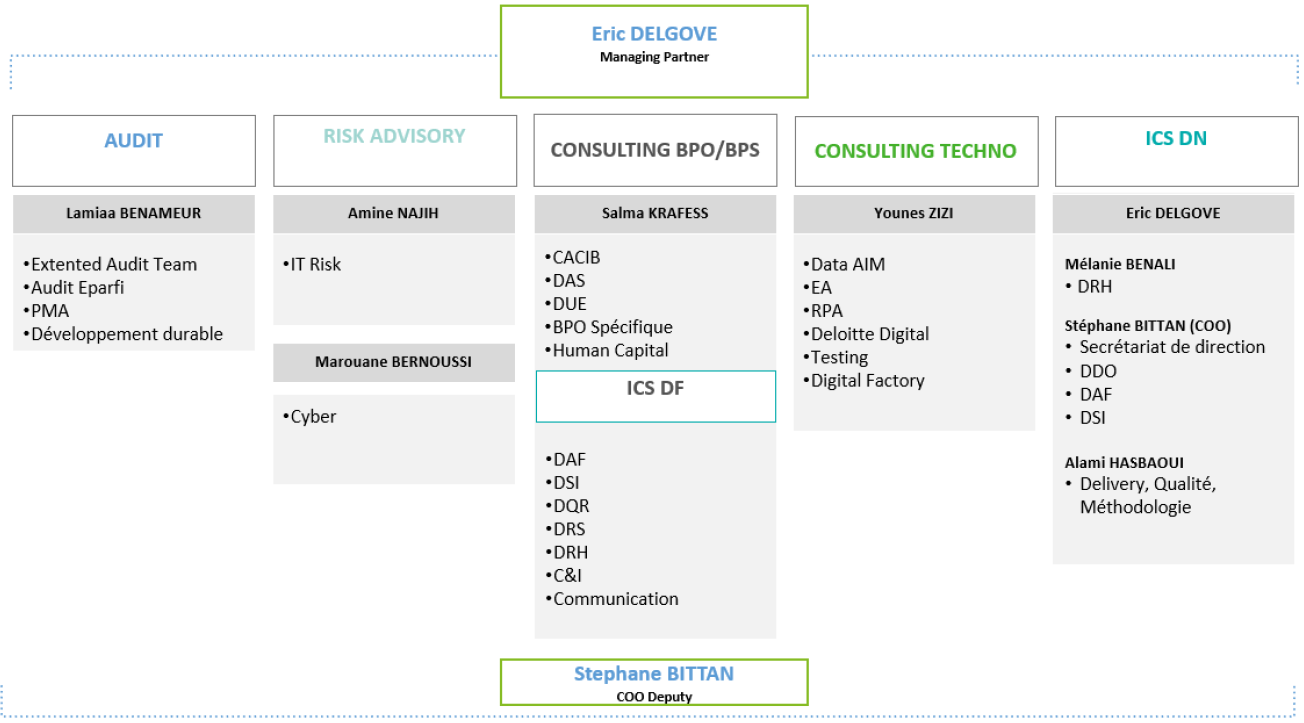 Eric DELGOVE
Managing Partner
AUDIT
Lamiaa BENAMEUR
•Extented Audit Team
•Audit Eparfi
•PMA
•Développement durable
RISK ADVISORY
Amine NAJIH
•IT Risk
Marouane BERNOUSSI
•Cyber
CONSULTING BPO/BPS
Salma KRAFESS
•CACIB
•DAS
•DUE
•BPO Spécifique
•Human Capital
ICS DF
•DAF
•DSI
•DQR
•DRS
•DRH
•C&I
•Communication
CONSULTING TECHNO
Younes ZIZI
•Data AIM
•EA
•RPA
•Deloitte Digital
•Testing
•Digital Factory
ICS DN
Eric DELGOVE
Mélanie BENALI
• DRH
Stéphane BITTAN (COO)
• Secrétariat de direction
• DDO
• DAF
• DSI
Alami HASBAOUI
• Delivery, Qualité,
Méthodologie
Stephane BITTAN
COO Deputy